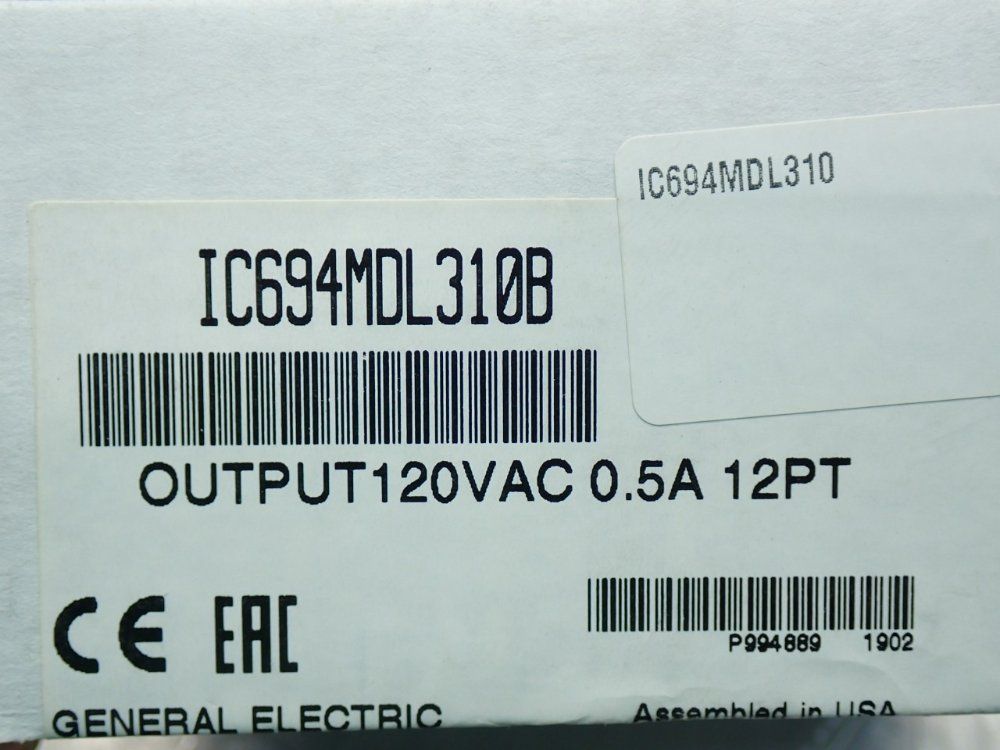 IC694MDL310
IC694MDL310B
OUTPUT120VAC 0.5A 12PT
CE EAC
P994889 1902
GENERAL ELECTRIC
Assembled in USA